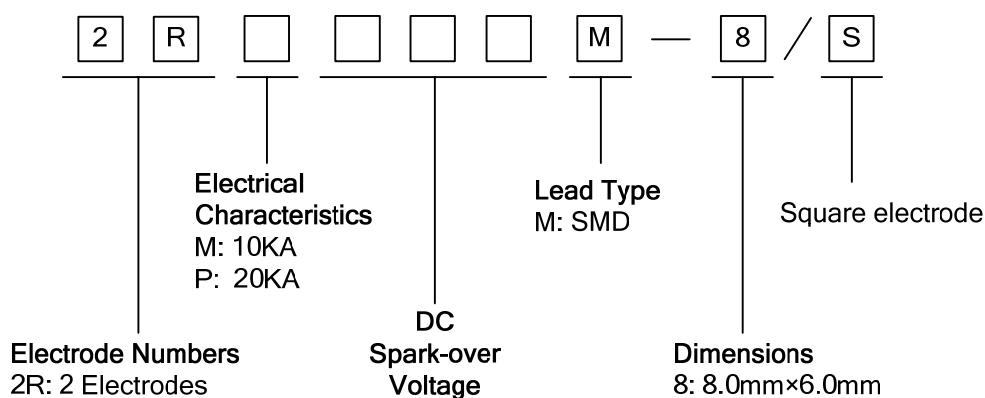 2 R M — 8 / S
Electrical
Characteristics
M: 10KA
P: 20KA
Lead Type
M: SMD
Square electrode
DC
Spark-over
Voltage
Electrode Numbers
2R: 2 Electrodes
Dimensions
8: 8.0mm×6.0mm